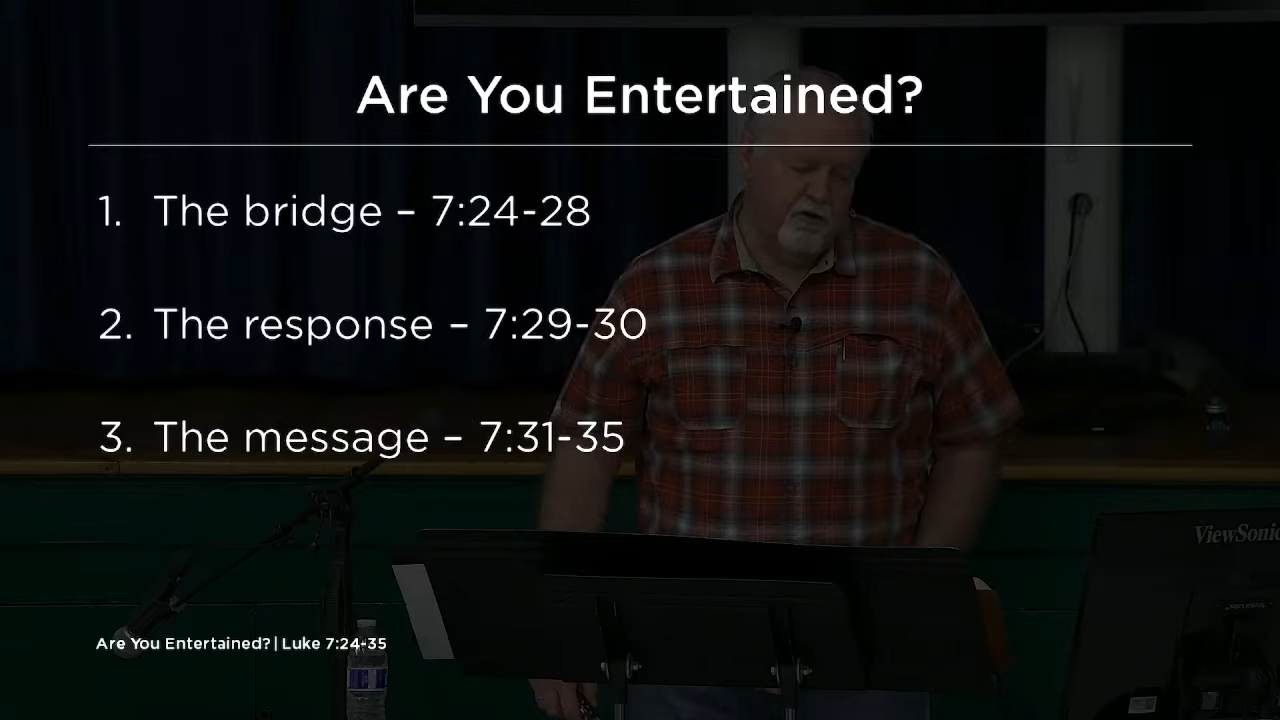 Are You Entertained?
1. The bridge – 7:24-28
2. The response – 7:29-30
3. The message – 7:31-35
ViewSonic
Are You Entertained? | Luke 7:24-35